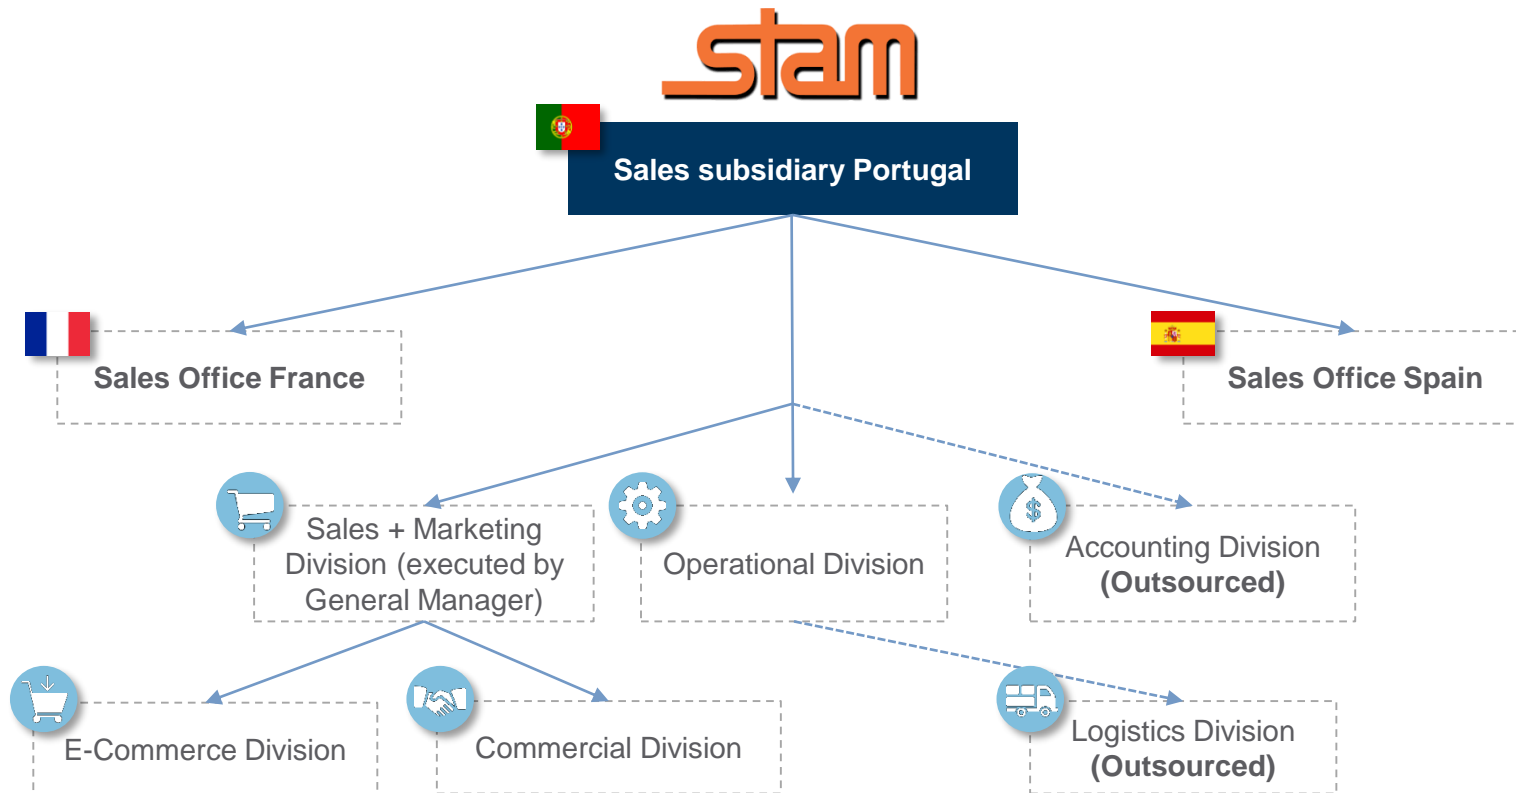 stam
Sales subsidiary Portugal
Sales Office France
Sales Office Spain
Sales + Marketing
Division (executed by
General Manager)
Operational Division
$
Accounting Division
(Outsourced)
E-Commerce Division
Commercial Division
Logistics Division
(Outsourced)